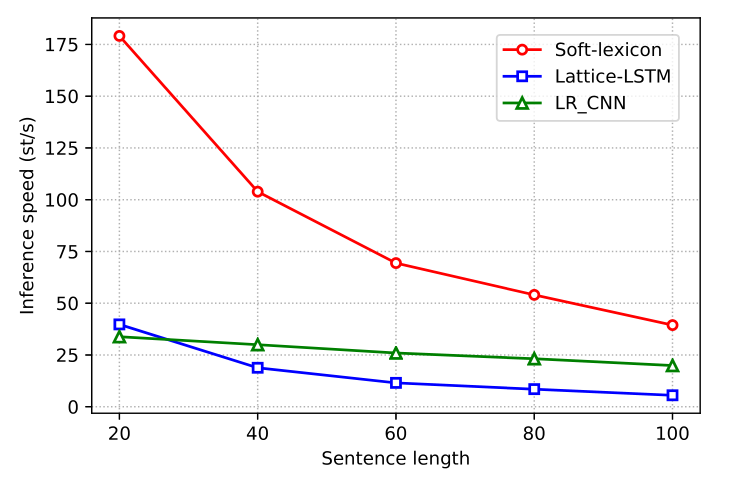 175
150
125
100
75
50
25
0
Inference speed (st/s)
Soft-lexicon
Lattice-LSTM
LR_CNN
20 40 60 80 100
Sentence length